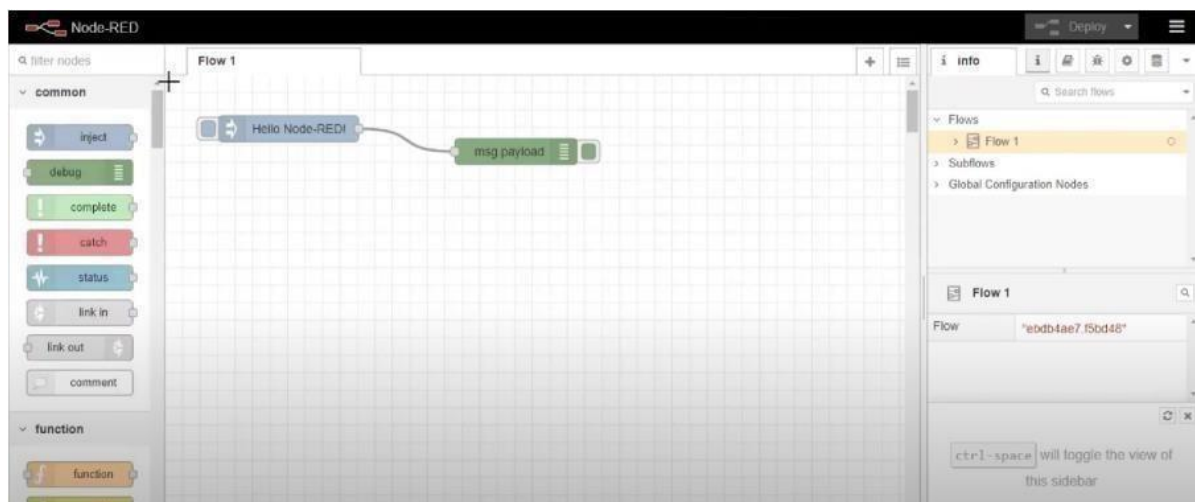 Node-RED
Deploy
filter nodes
Flow 1
info
Search flows
common
inject
debug
complete
catch
status
link in
link out
comment
function
function
Hello Node-RED!
msg payload
Flows
Flow 1
Subflows
Global Configuration Nodes
Flow 1
Flow "ebdb4ae7.f5bd48"
ctrl-space will toggle the view of
this sidebar